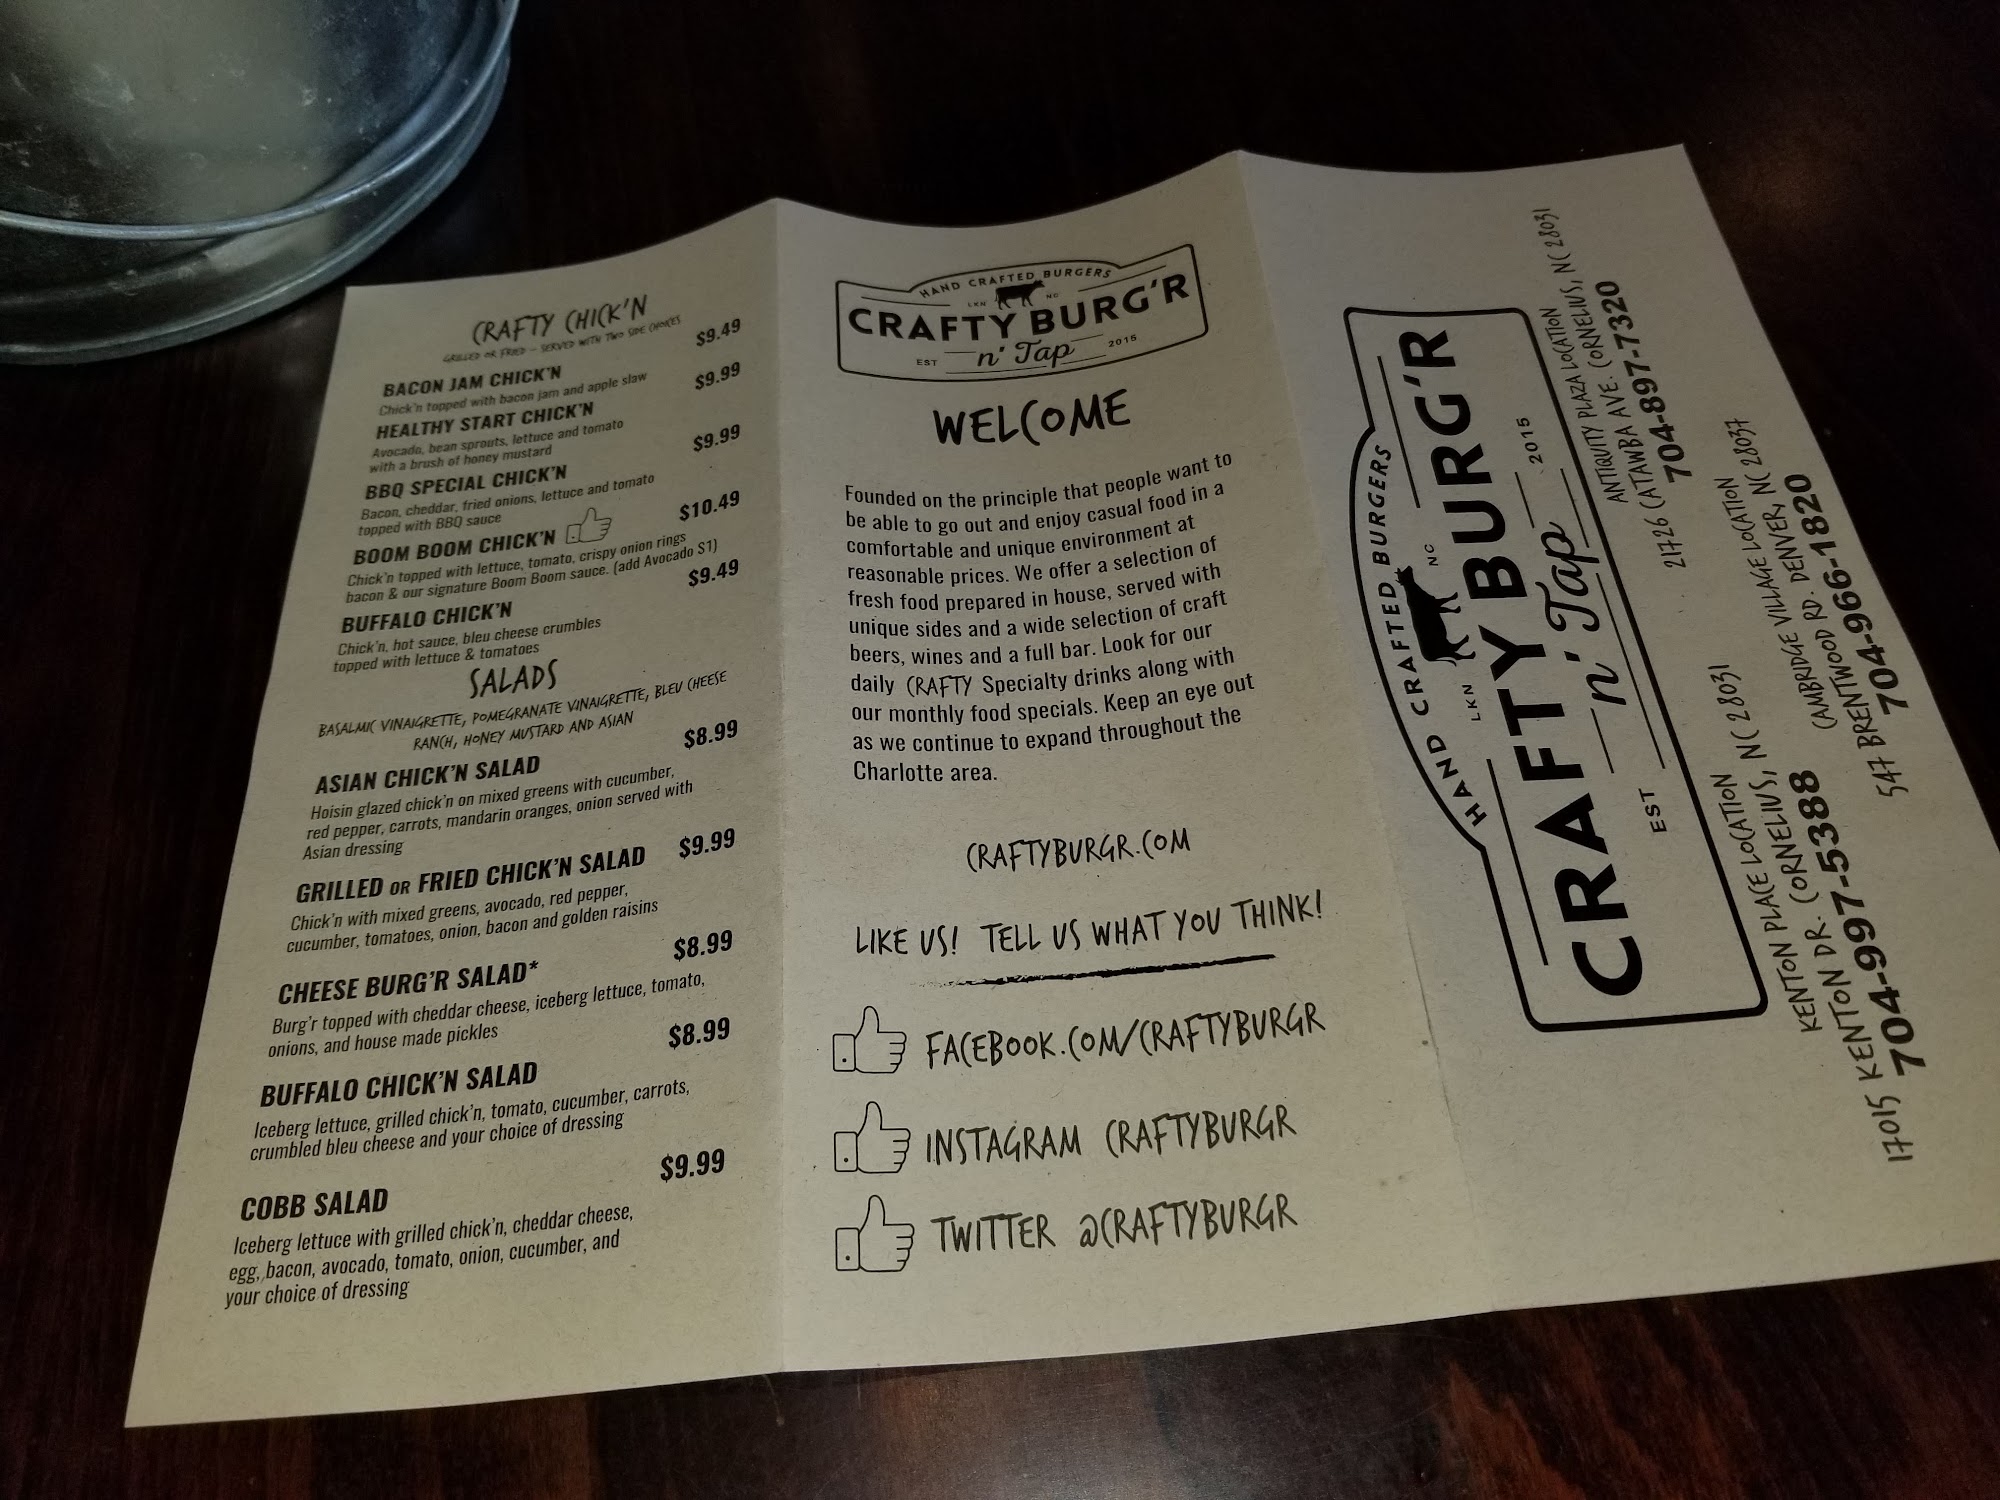 CRAFTY CHICK'N
GRILLED OR FRIED – SERVED WITH TWO SIDE CHOICES
BACON JAM CHICK'N $9.49
Chick'n topped with bacon jam and apple slaw
HEALTHY START CHICK'N $9.99
Avocado, bean sprouts, lettuce and tomato
with a brush of honey mustard
BBQ SPECIAL CHICK'N $9.99
Bacon, cheddar, fried onions, lettuce and tomato
topped with BBQ sauce
BOOM BOOM CHICK'N $10.49
Chick'n topped with lettuce, tomato, crispy onion rings
bacon & our signature Boom Boom sauce. (add Avocado $1)
BUFFALO CHICK'N $9.49
Chick'n, hot sauce, bleu cheese crumbles
topped with lettuce & tomatoes
SALADS
BASALMIC VINAIGRETTE, POMEGRANATE VINAIGRETTE, BLEU CHEESE
RANCH, HONEY MUSTARD AND ASIAN
ASIAN CHICK'N SALAD $8.99
Hoisin glazed chick'n on mixed greens with cucumber,
red pepper, carrots, mandarin oranges, onion served with
Asian dressing
GRILLED OR FRIED CHICK'N SALAD $9.99
Chick'n with mixed greens, avocado, red pepper,
cucumber, tomatoes, onion, bacon and golden raisins
CHEESE BURG'R SALAD* $8.99
Burg'r topped with cheddar cheese, iceberg lettuce, tomato,
onions, and house made pickles
BUFFALO CHICK'N SALAD $8.99
Iceberg lettuce, grilled chick'n, tomato, cucumber, carrots,
crumbled bleu cheese and your choice of dressing
COBB SALAD $9.99
Iceberg lettuce with grilled chick'n, cheddar cheese,
egg, bacon, avocado, tomato, onion, cucumber, and
your choice of dressing
HAND CRAFTED BURGERS
LKN NC
CRAFTY BURG'R
EST n' Tap 2015
WELCOME
Founded on the principle that people want to
be able to go out and enjoy casual food in a
comfortable and unique environment at
reasonable prices. We offer a selection of
fresh food prepared in house, served with
unique sides and a wide selection of craft
beers, wines and a full bar. Look for our
daily CRAFTY Specialty drinks along with
our monthly food specials. Keep an eye out
as we continue to expand throughout the
Charlotte area.
CRAFTYBURGR.COM
LIKE US! TELL US WHAT YOU THINK!
FACEBOOK.COM/CRAFTYBURGR
INSTAGRAM CRAFTYBURGR
TWITTER @CRAFTYBURGR
HAND CRAFTED BURGERS
LKN NC
CRAFTY BURG'R
EST n' Tap 2015
ANTIQUITY PLAZA LOCATION
21726 CATAWBA AVE. CORNELIUS, NC 28031
704-897-7320
KENTON PLACE LOCATION
17015 KENTON DR. CORNELIUS, NC 28031
704-997-5388
CAMBRIDGE VILLAGE LOCATION
547 BRENTWOOD RD. DENVER, NC 28037
704-966-1820